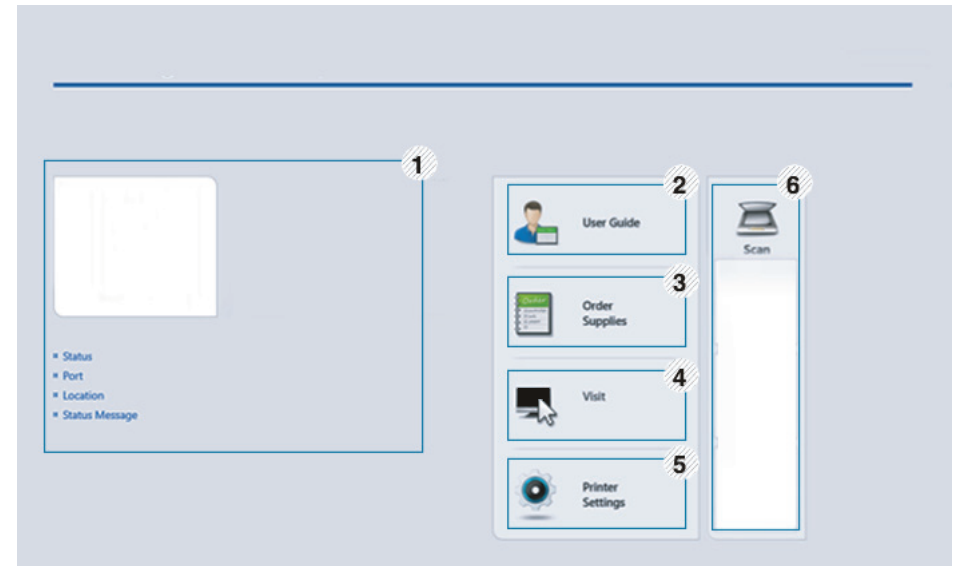 1
Status
Port
Location
Status Message
2
User Guide
3
Order
Order
Supplies
4
Visit
5
Printer
Settings
6
Scan